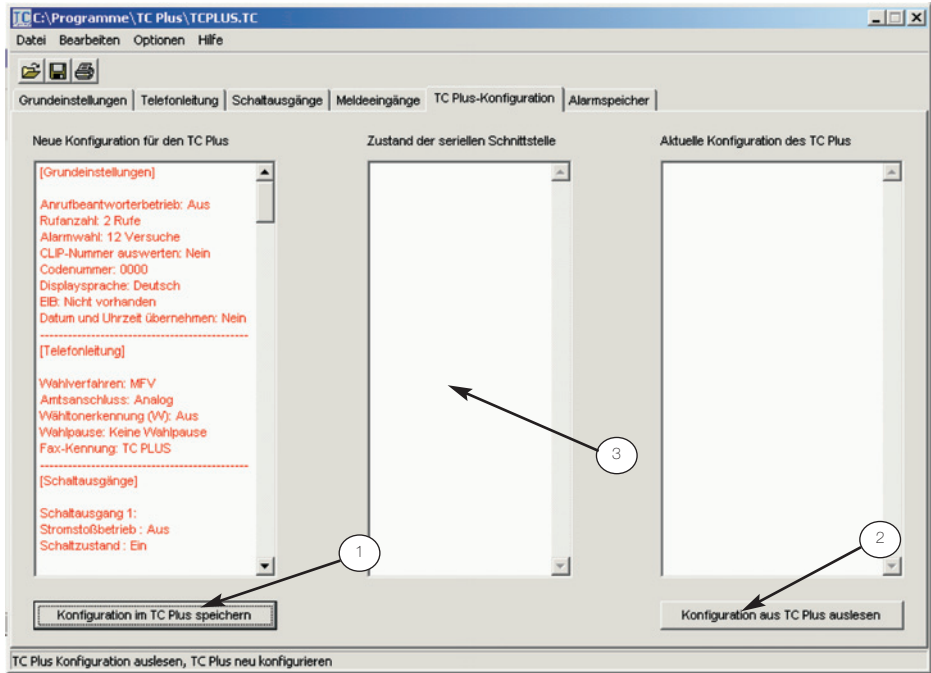 TC C:\Programme\TC Plus\TCPLUS.TC
Datei Bearbeiten Optionen Hilfe
Grundeinstellungen Telefonleitung Schaltausgänge Meldeeingänge TC Plus-Konfiguration Alarmspeicher
Neue Konfiguration für den TC Plus
[Grundeinstellungen]
Anrufbeantworterbetrieb: Aus
Rufanzahl: 2 Rufe
Alarmwahl: 12 Versuche
CLIP-Nummer auswerten: Nein
Codenummer: 0000
Displaysprache: Deutsch
EIB: Nicht vorhanden
Datum und Uhrzeit übernehmen: Nein
------------------------------------------------
[Telefonleitung]
Wahlverfahren: MFV
Amtsanschluss: Analog
Wähltonerkennung (W): Aus
Wahlpause: Keine Wahlpause
Fax-Kennung: TC PLUS
------------------------------------------------
[Schaltausgänge]
Schaltausgang 1:
Stromstoßbetrieb : Aus
Schaltzustand : Ein
1
Konfiguration im TC Plus speichern
Zustand der seriellen Schnittstelle
3
Aktuelle Konfiguration des TC Plus
2
Konfiguration aus TC Plus auslesen
TC Plus Konfiguration auslesen, TC Plus neu konfigurieren